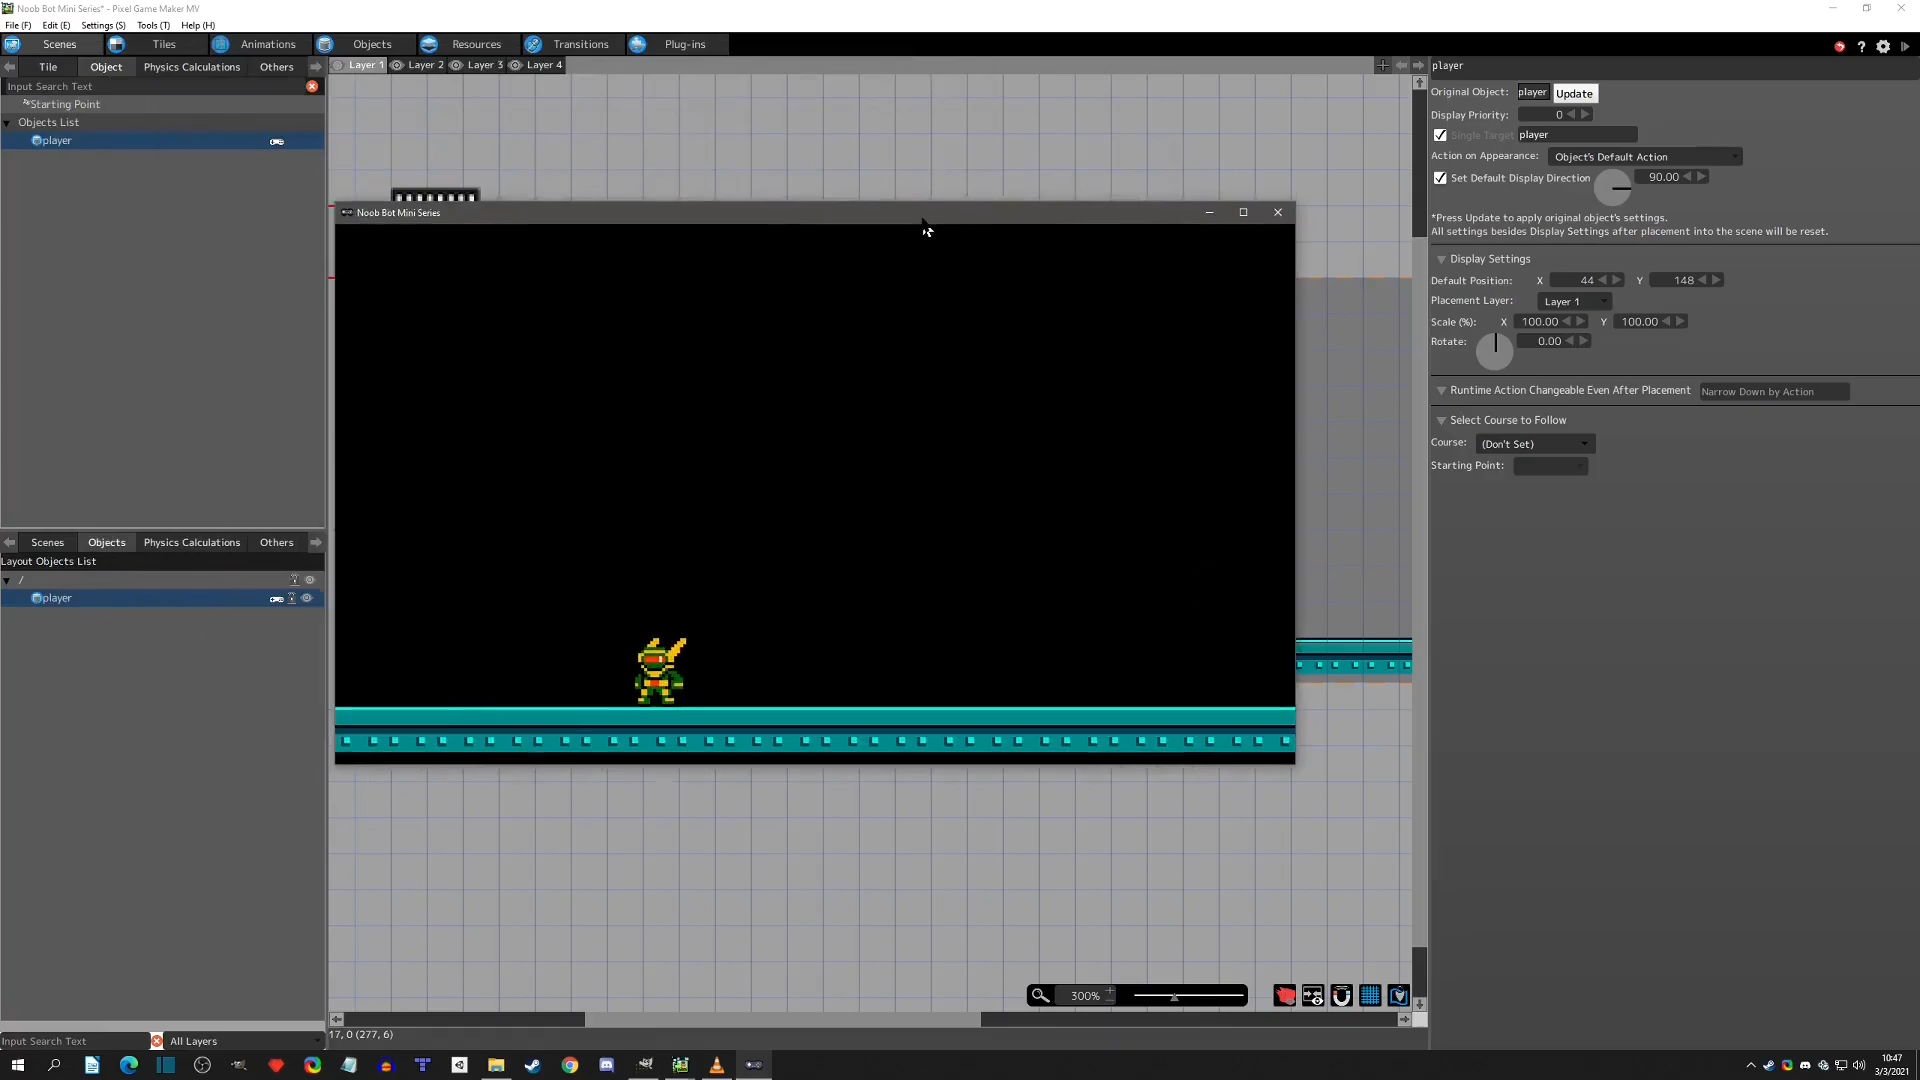 Noob Bot Mini Series* - Pixel Game Maker MV
File (F) Edit (E) Settings (S) Tools (T) Help (H)
Scenes Tiles Animations Objects Resources Transitions Plug-ins
Tile Object Physics Calculations Others
Layer 1 Layer 2 Layer 3 Layer 4
player
Input Search Text
Starting Point
Objects List
player
Original Object: player Update
Display Priority: 0
Single Target player
Action on Appearance: Object's Default Action
Set Default Display Direction 90.00
*Press Update to apply original object's settings.
All settings besides Display Settings after placement into the scene will be reset.
Display Settings
Default Position: X 44 Y 148
Placement Layer: Layer 1
Scale (%): X 100.00 Y 100.00
Rotate: 0.00
Runtime Action Changeable Even After Placement Narrow Down by Action
Select Course to Follow
Course: (Don't Set)
Starting Point:
Noob Bot Mini Series
Scenes Objects Physics Calculations Others
Layout Objects List
/
player
300%
17, 0 (277, 6)
Input Search Text All Layers
10:47
3/3/2021